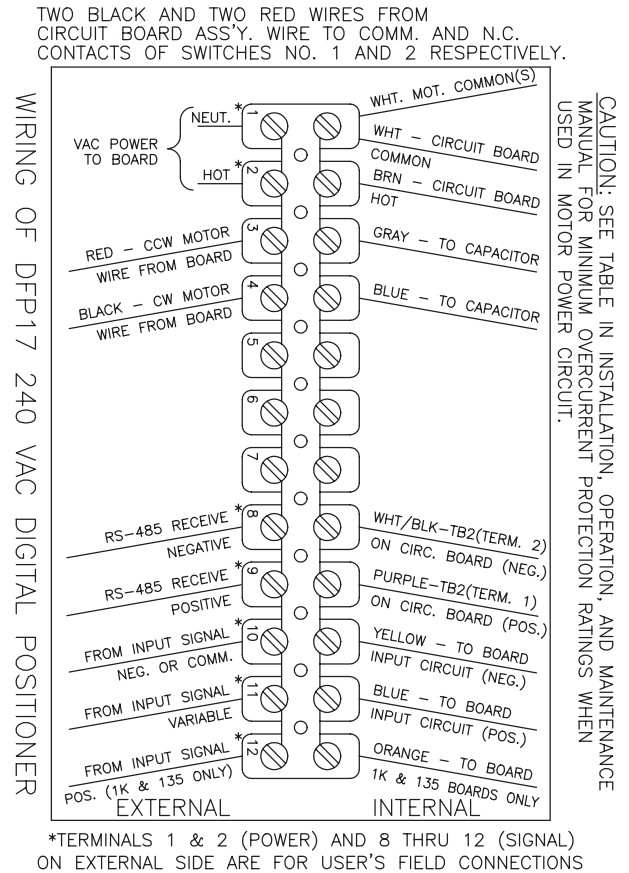 TWO BLACK AND TWO RED WIRES FROM
CIRCUIT BOARD ASS'Y. WIRE TO COMM. AND N.C.
CONTACTS OF SWITCHES NO. 1 AND 2 RESPECTIVELY.
WIRING OF DFP17 240 VAC DIGITAL POSITIONER
VAC POWER
TO BOARD
NEUT. *
HOT *
RED – CCW MOTOR
WIRE FROM BOARD
BLACK – CW MOTOR
WIRE FROM BOARD
RS-485 RECEIVE *
NEGATIVE
RS-485 RECEIVE *
POSITIVE
FROM INPUT SIGNAL *
NEG. OR COMM.
FROM INPUT SIGNAL *
VARIABLE
FROM INPUT SIGNAL *
POS. (1K & 135 ONLY)
EXTERNAL
1
2
3
4
5
6
7
8
9
10
11
12
WHT. MOT. COMMON(S)
WHT – CIRCUIT BOARD
COMMON
BRN – CIRCUIT BOARD
HOT
GRAY – TO CAPACITOR
BLUE – TO CAPACITOR
WHT/BLK-TB2(TERM. 2)
ON CIRC. BOARD (NEG.)
PURPLE-TB2(TERM. 1)
ON CIRC. BOARD (POS.)
YELLOW – TO BOARD
INPUT CIRCUIT (NEG.)
BLUE – TO BOARD
INPUT CIRCUIT (POS.)
ORANGE – TO BOARD
1K & 135 BOARDS ONLY
INTERNAL
CAUTION: SEE TABLE IN INSTALLATION, OPERATION, AND MAINTENANCE
MANUAL FOR MINIMUM OVERCURRENT PROTECTION RATINGS WHEN
USED IN MOTOR POWER CIRCUIT.
*TERMINALS 1 & 2 (POWER) AND 8 THRU 12 (SIGNAL)
ON EXTERNAL SIDE ARE FOR USER'S FIELD CONNECTIONS